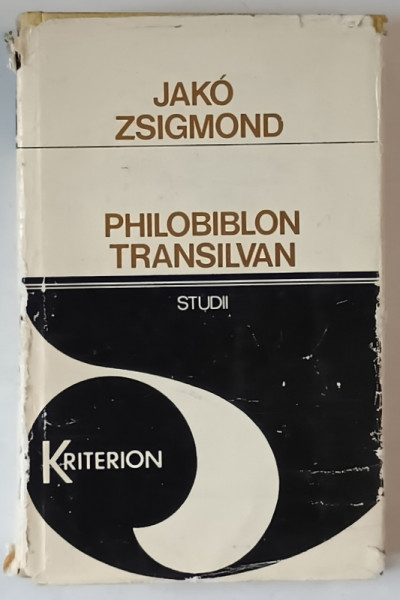 JAKÓ
ZSIGMOND
PHILOBIBLON
TRANSILVAN
STUDII
KRITERION